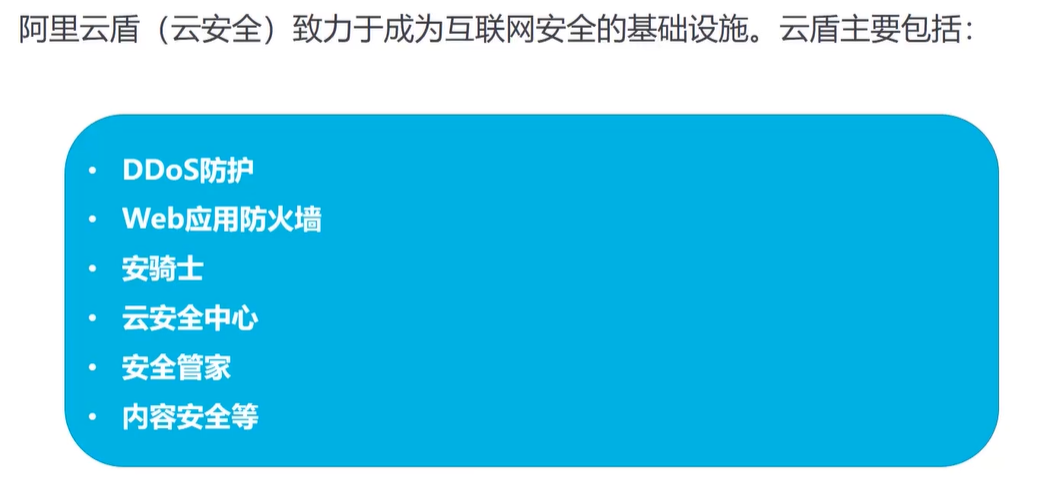 阿里云盾（云安全）致力于成为互联网安全的基础设施。云盾主要包括：
• DDoS防护
• Web应用防火墙
• 安骑士
• 云安全中心
• 安全管家
• 内容安全等